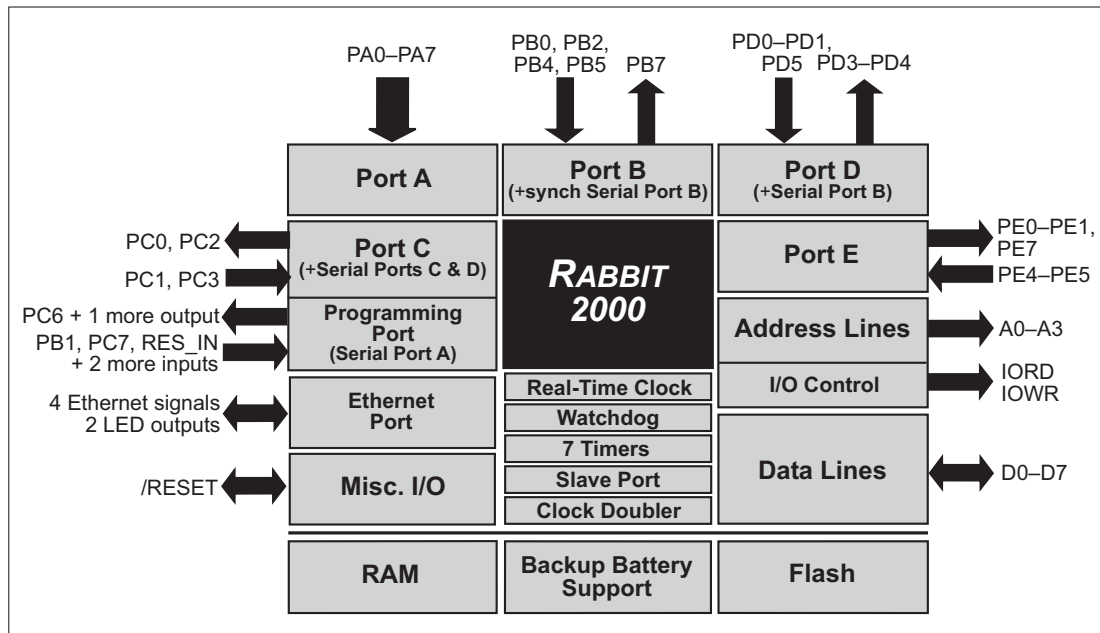 PA0–PA7
PB0, PB2,
PB4, PB5
PB7
PD0–PD1,
PD5
PD3–PD4
Port A
Port B
(+synch Serial Port B)
Port D
(+Serial Port B)
PC0, PC2
PC1, PC3
Port C
(+Serial Ports C & D)
RABBIT
2000
Port E
PE0–PE1,
PE7
PE4–PE5
PC6 + 1 more output
PB1, PC7, RES_IN
+ 2 more inputs
Programming
Port
(Serial Port A)
Address Lines
A0–A3
I/O Control
IORD
IOWR
4 Ethernet signals
2 LED outputs
Ethernet
Port
Real-Time Clock
Watchdog
7 Timers
Slave Port
Clock Doubler
Data Lines
D0–D7
/RESET
Misc. I/O
RAM
Backup Battery
Support
Flash